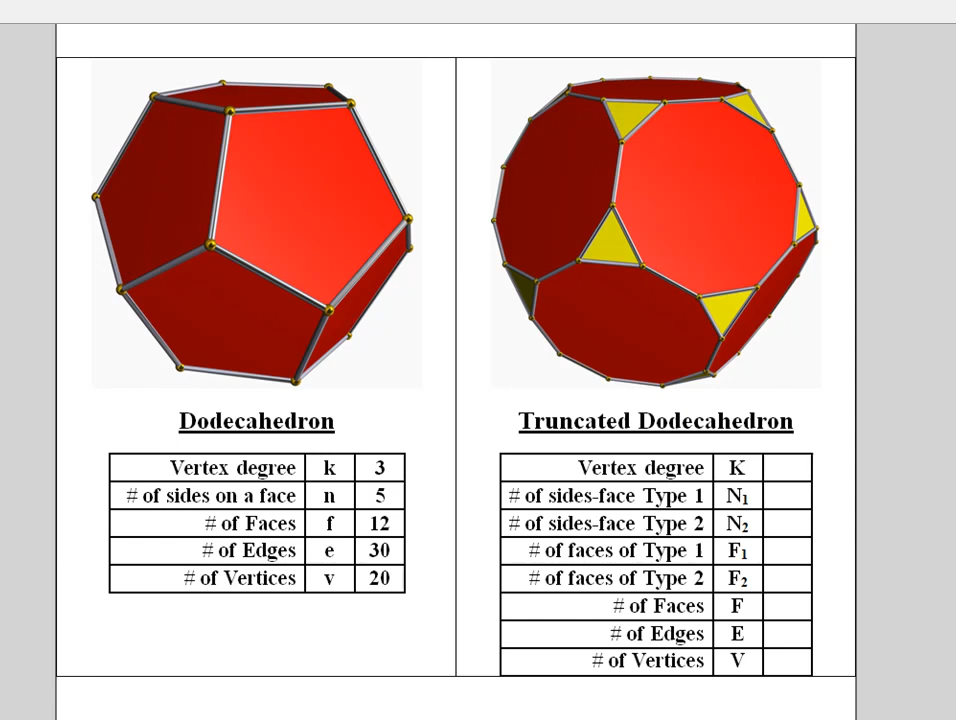 Dodecahedron
Vertex degree k 3
# of sides on a face n 5
# of Faces f 12
# of Edges e 30
# of Vertices v 20
Truncated Dodecahedron
Vertex degree K
# of sides-face Type 1 N1
# of sides-face Type 2 N2
# of faces of Type 1 F1
# of faces of Type 2 F2
# of Faces F
# of Edges E
# of Vertices V